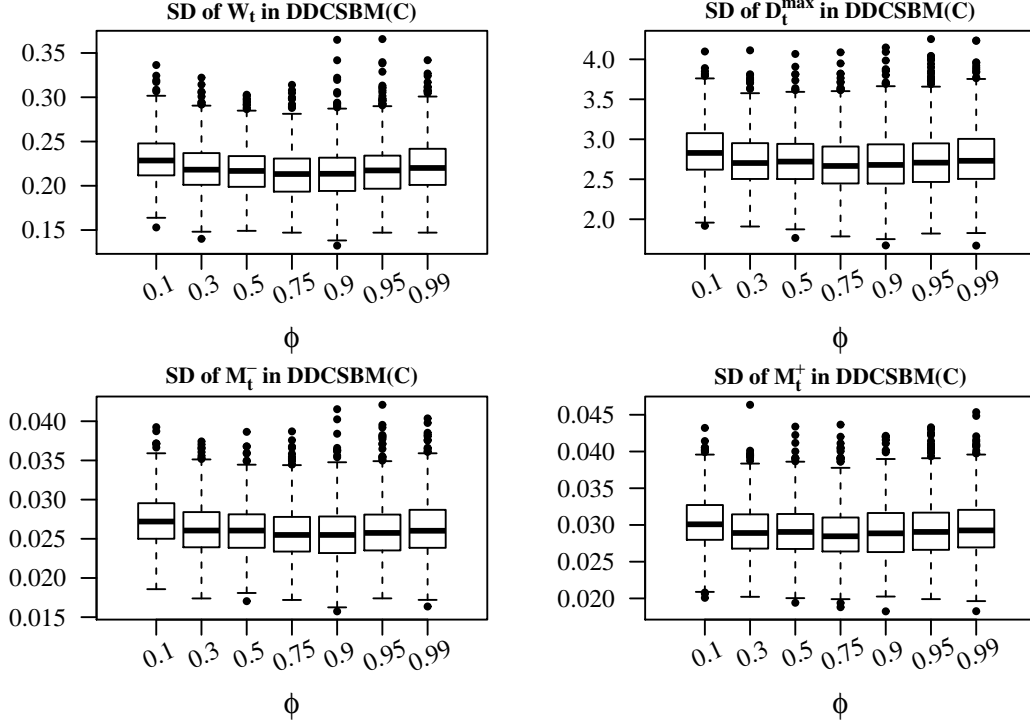 SD of W_t in DDCSBM(C)
0.35
0.30
0.25
0.20
0.15
0.1 0.3 0.5 0.75 0.9 0.95 0.99
ϕ
SD of D_t^max in DDCSBM(C)
4.0
3.5
3.0
2.5
2.0
0.1 0.3 0.5 0.75 0.9 0.95 0.99
ϕ
SD of M_t^− in DDCSBM(C)
0.040
0.035
0.030
0.025
0.020
0.015
0.1 0.3 0.5 0.75 0.9 0.95 0.99
ϕ
SD of M_t^+ in DDCSBM(C)
0.045
0.040
0.035
0.030
0.025
0.020
0.1 0.3 0.5 0.75 0.9 0.95 0.99
ϕ